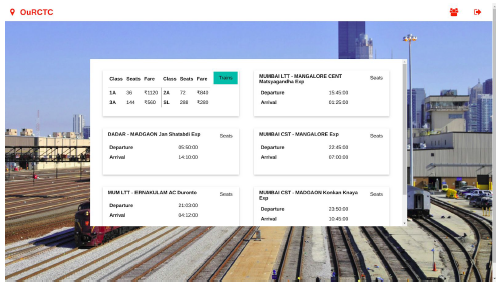 OuRCTC
Class Seats Fare Class Seats Fare Trains
1A 36 ₹1120 2A 72 ₹840
3A 144 ₹560 SL 288 ₹280
MUMBAI LTT - MANGALORE CENT Seats
Matsyagandha Exp
Departure 15:45:00
Arrival 01:25:00
DADAR - MADGAON Jan Shatabdi Exp Seats
Departure 05:50:00
Arrival 14:10:00
MUMBAI CST - MANGALORE Exp Seats
Departure 22:45:00
Arrival 07:00:00
MUM LTT - ERNAKULAM AC Duronto Seats
Departure 21:03:00
Arrival 04:12:00
MUMBAI CST - MADGAON Konkan Knaya Seats
Exp
Departure 23:50:00
Arrival 10:45:00